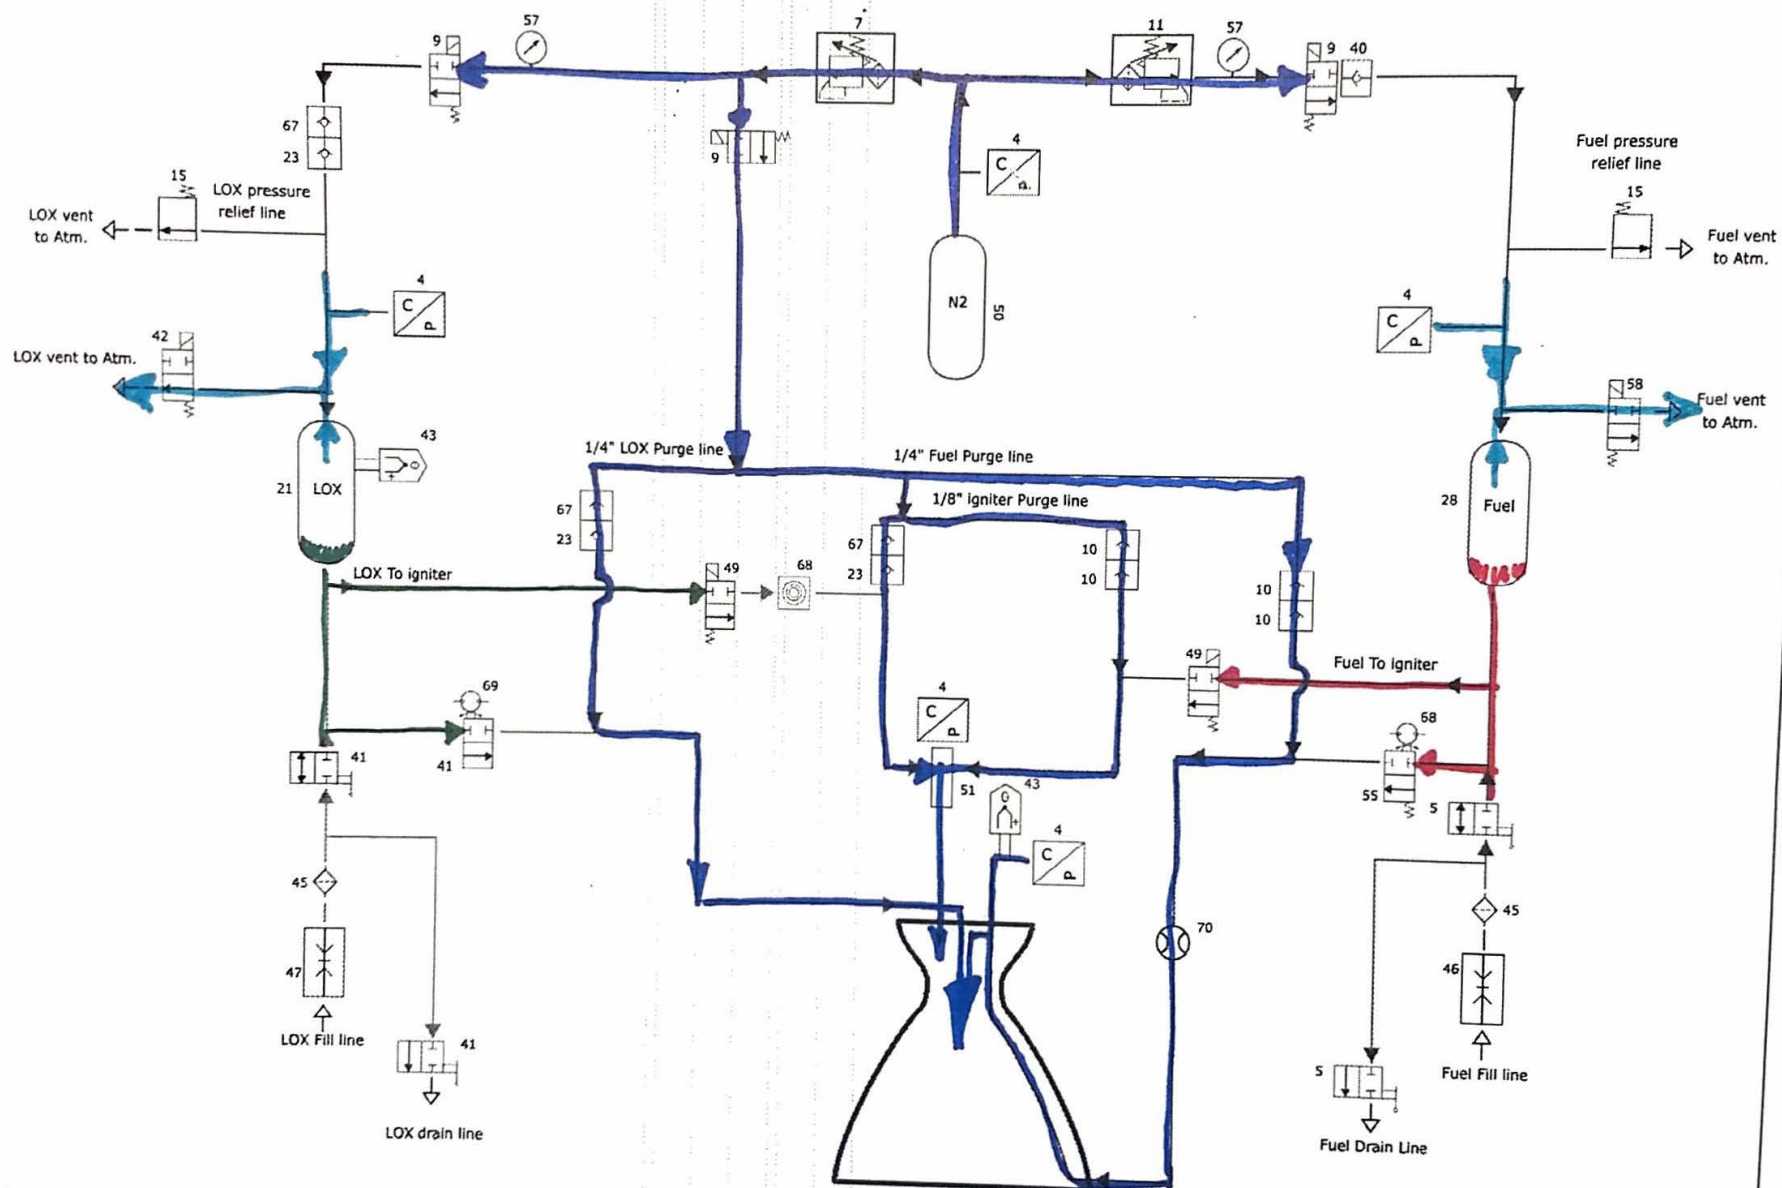 57
7
11
57
9
9
40
67
23
9
4
C
P
Fuel pressure
relief line
15
LOX pressure
relief line
15
LOX vent
to Atm.
Fuel vent
to Atm.
4
C
P
N2
50
4
C
P
42
LOX vent to Atm.
58
Fuel vent
to Atm.
43
21
LOX
1/4" LOX Purge line
1/4" Fuel Purge line
28
Fuel
1/8" igniter Purge line
67
23
67
23
10
10
10
10
LOX To igniter
49
68
49
Fuel To igniter
69
41
41
4
C
P
51
43
68
55
5
4
C
P
45
47
LOX Fill line
41
LOX drain line
70
45
46
Fuel Fill line
5
Fuel Drain Line